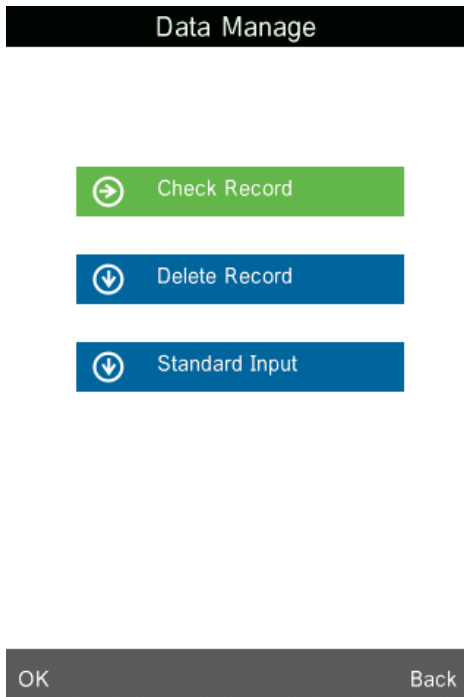 Data Manage
Check Record
Delete Record
Standard Input
OK Back